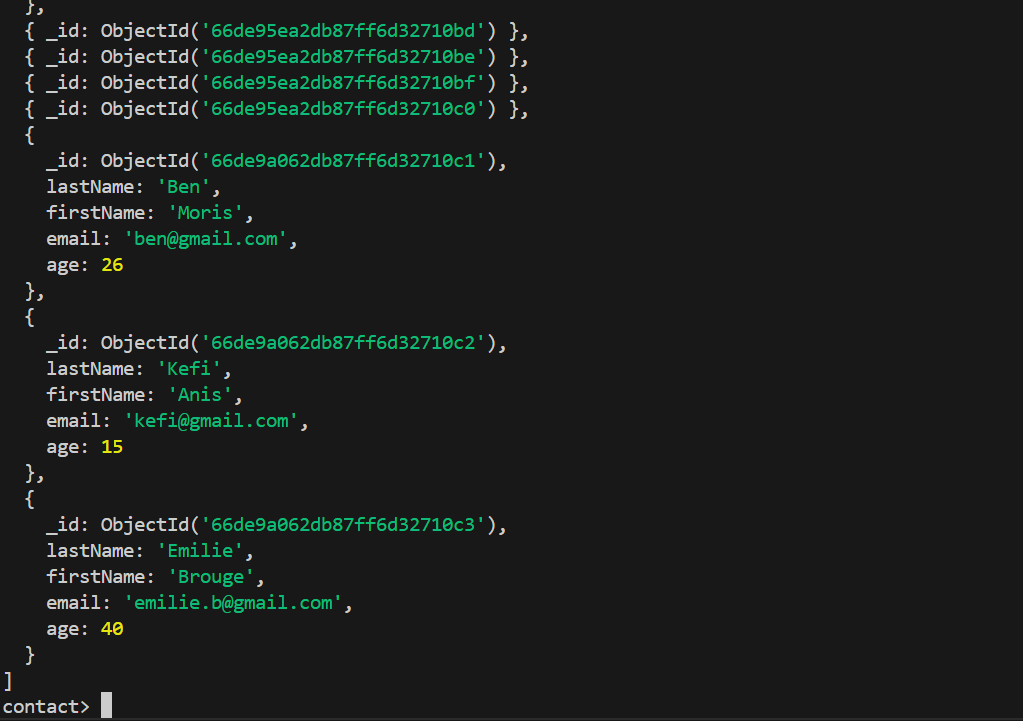 },
{ _id: ObjectId('66de95ea2db87ff6d32710bd') },
{ _id: ObjectId('66de95ea2db87ff6d32710be') },
{ _id: ObjectId('66de95ea2db87ff6d32710bf') },
{ _id: ObjectId('66de95ea2db87ff6d32710c0') },
{
_id: ObjectId('66de9a062db87ff6d32710c1'),
lastName: 'Ben',
firstName: 'Moris',
email: 'ben@gmail.com',
age: 26
},
{
_id: ObjectId('66de9a062db87ff6d32710c2'),
lastName: 'Kefi',
firstName: 'Anis',
email: 'kefi@gmail.com',
age: 15
},
{
_id: ObjectId('66de9a062db87ff6d32710c3'),
lastName: 'Emilie',
firstName: 'Brouge',
email: 'emilie.b@gmail.com',
age: 40
}
]
contact>